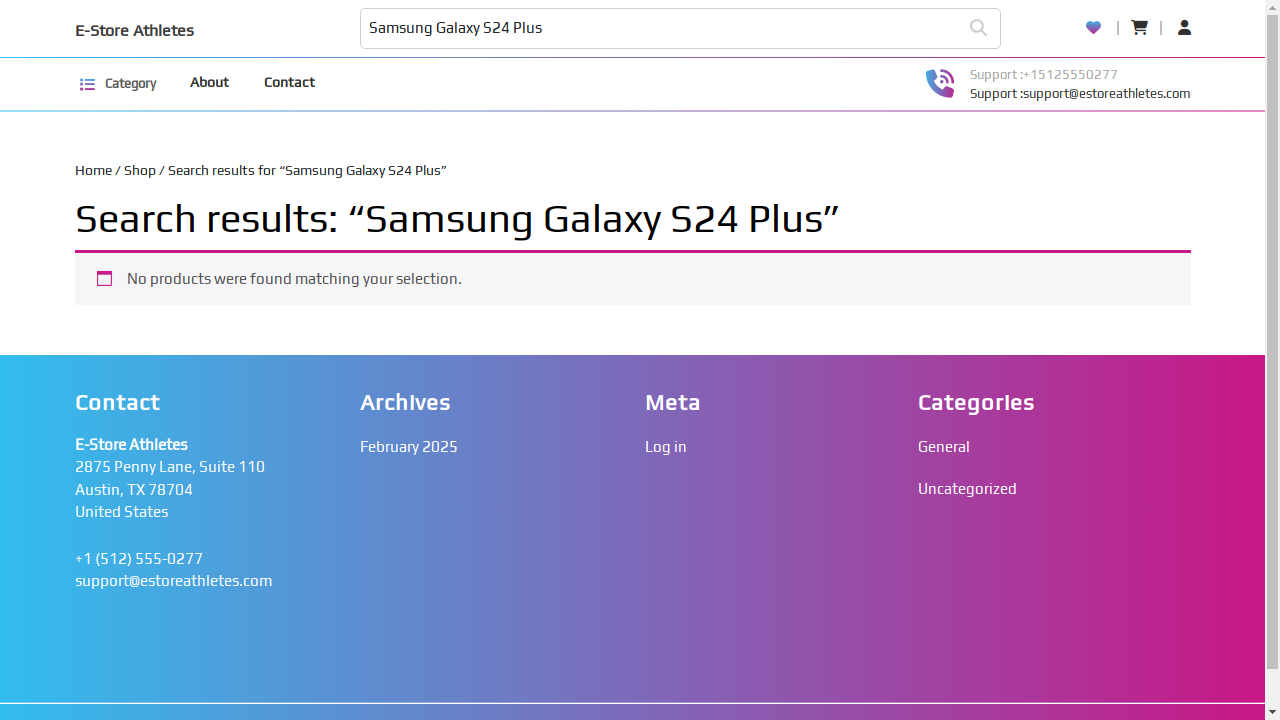 E-Store Athletes
Samsung Galaxy S24 Plus
Category
About
Contact
Support :+15125550277
Support :support@estoreathletes.com
Home / Shop / Search results for “Samsung Galaxy S24 Plus”
Search results: “Samsung Galaxy S24 Plus”
No products were found matching your selection.
Contact
E-Store Athletes
2875 Penny Lane, Suite 110
Austin, TX 78704
United States
+1 (512) 555-0277
support@estoreathletes.com
Archives
February 2025
Meta
Log in
Categories
General
Uncategorized